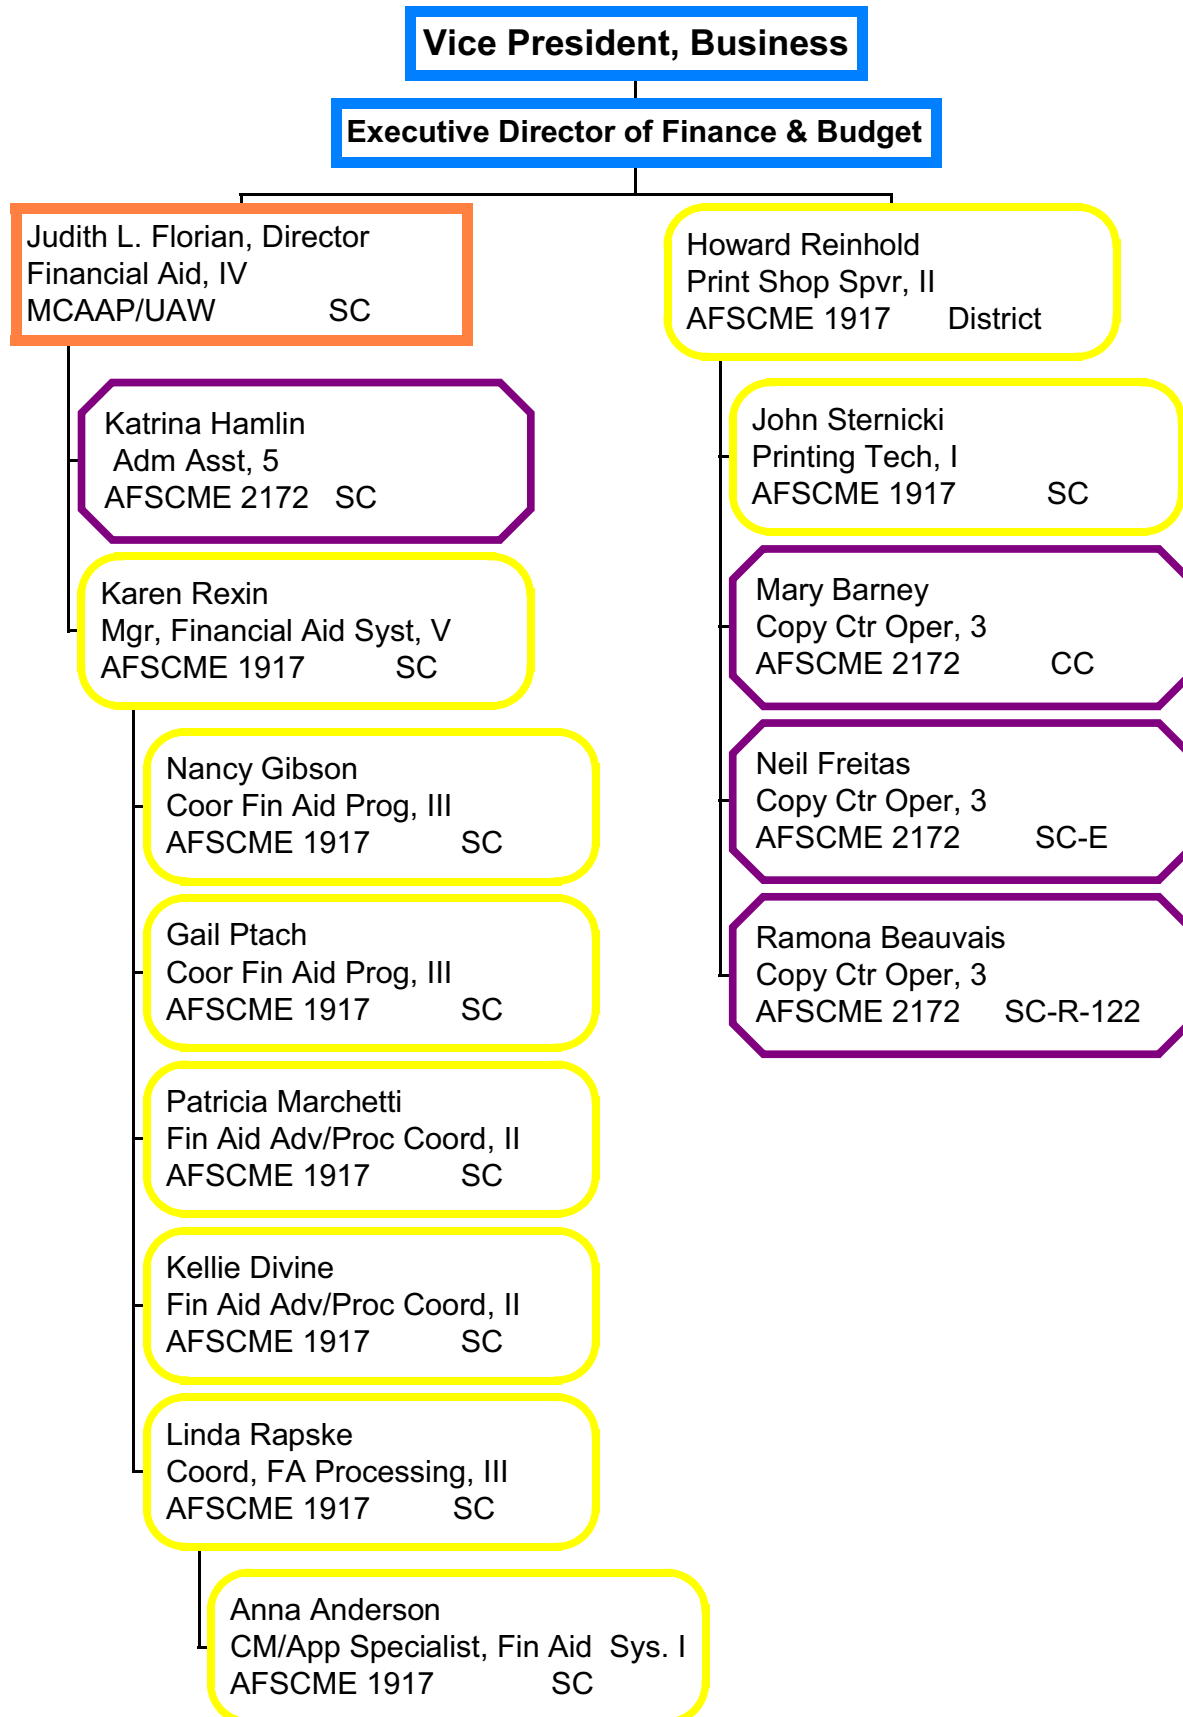 Vice President, Business
Executive Director of Finance & Budget
Judith L. Florian, Director
Financial Aid, IV
MCAAP/UAW SC
Katrina Hamlin
Adm Asst, 5
AFSCME 2172 SC
Karen Rexin
Mgr, Financial Aid Syst, V
AFSCME 1917 SC
Nancy Gibson
Coor Fin Aid Prog, III
AFSCME 1917 SC
Gail Ptach
Coor Fin Aid Prog, III
AFSCME 1917 SC
Patricia Marchetti
Fin Aid Adv/Proc Coord, II
AFSCME 1917 SC
Kellie Divine
Fin Aid Adv/Proc Coord, II
AFSCME 1917 SC
Linda Rapske
Coord, FA Processing, III
AFSCME 1917 SC
Anna Anderson
CM/App Specialist, Fin Aid Sys. I
AFSCME 1917 SC
Howard Reinhold
Print Shop Spvr, II
AFSCME 1917 District
John Sternicki
Printing Tech, I
AFSCME 1917 SC
Mary Barney
Copy Ctr Oper, 3
AFSCME 2172 CC
Neil Freitas
Copy Ctr Oper, 3
AFSCME 2172 SC-E
Ramona Beauvais
Copy Ctr Oper, 3
AFSCME 2172 SC-R-122